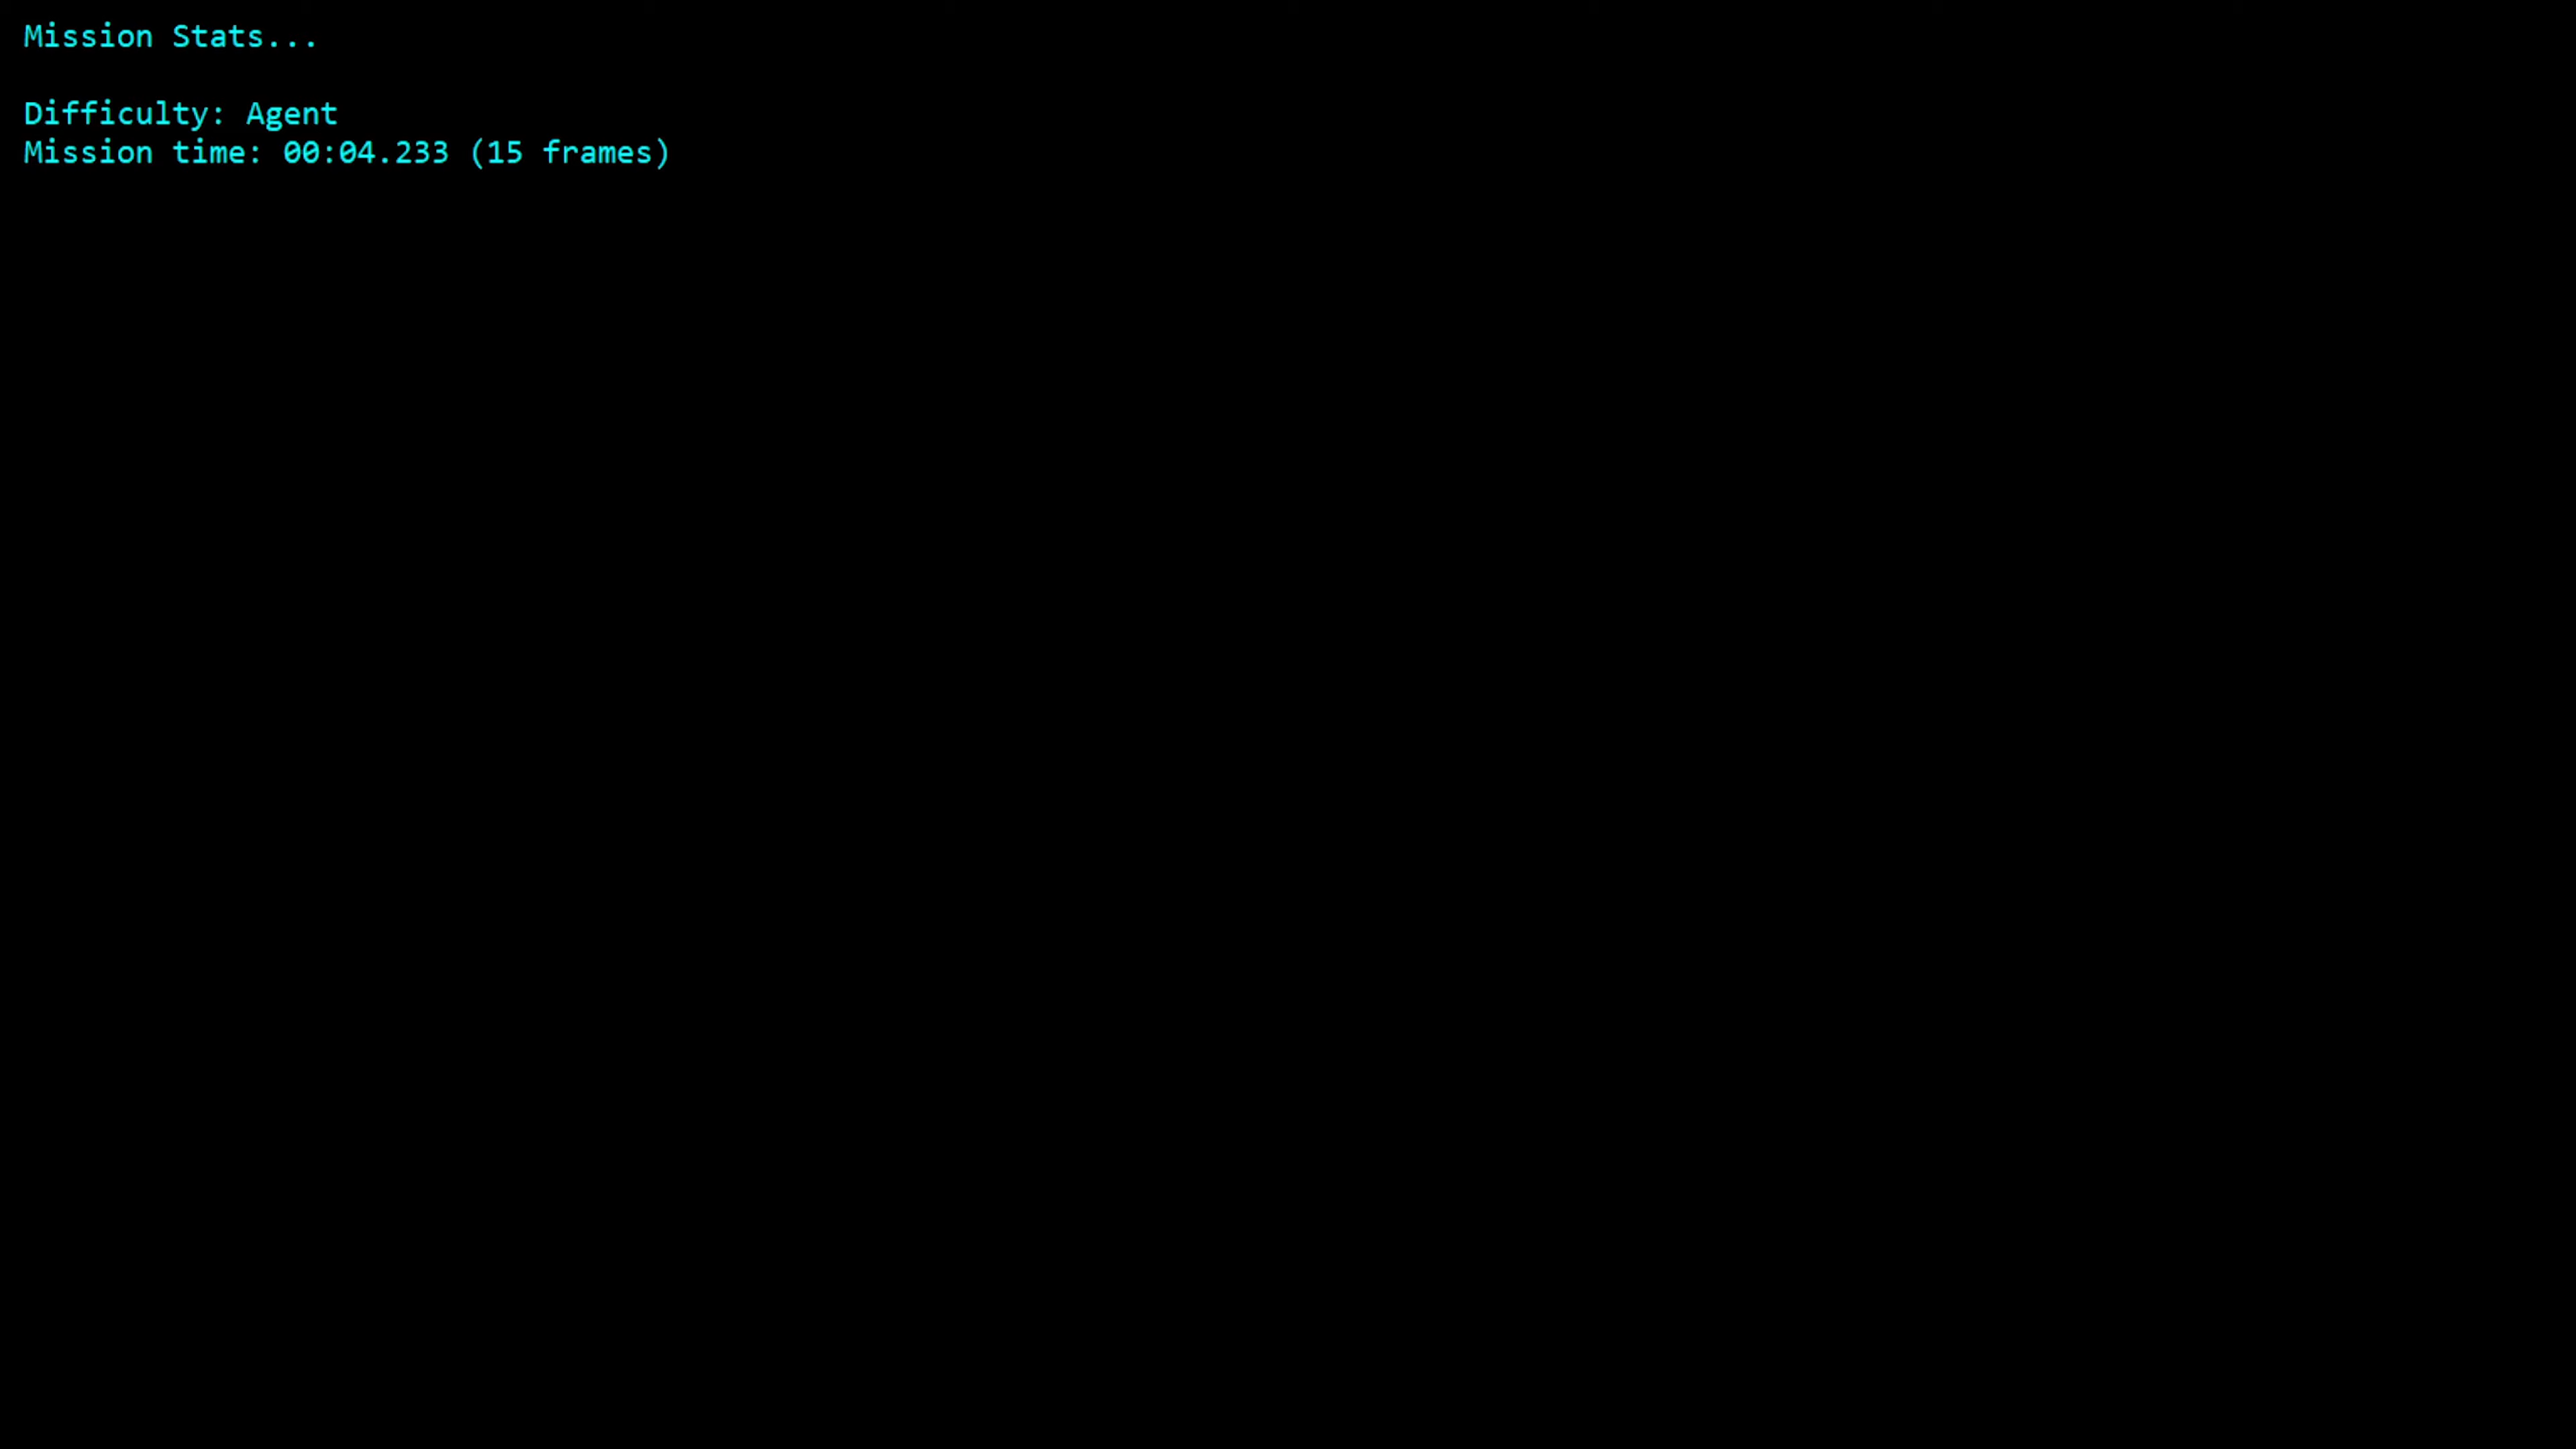 Mission Stats...
Difficulty: Agent
Mission time: 00:04.233 (15 frames)